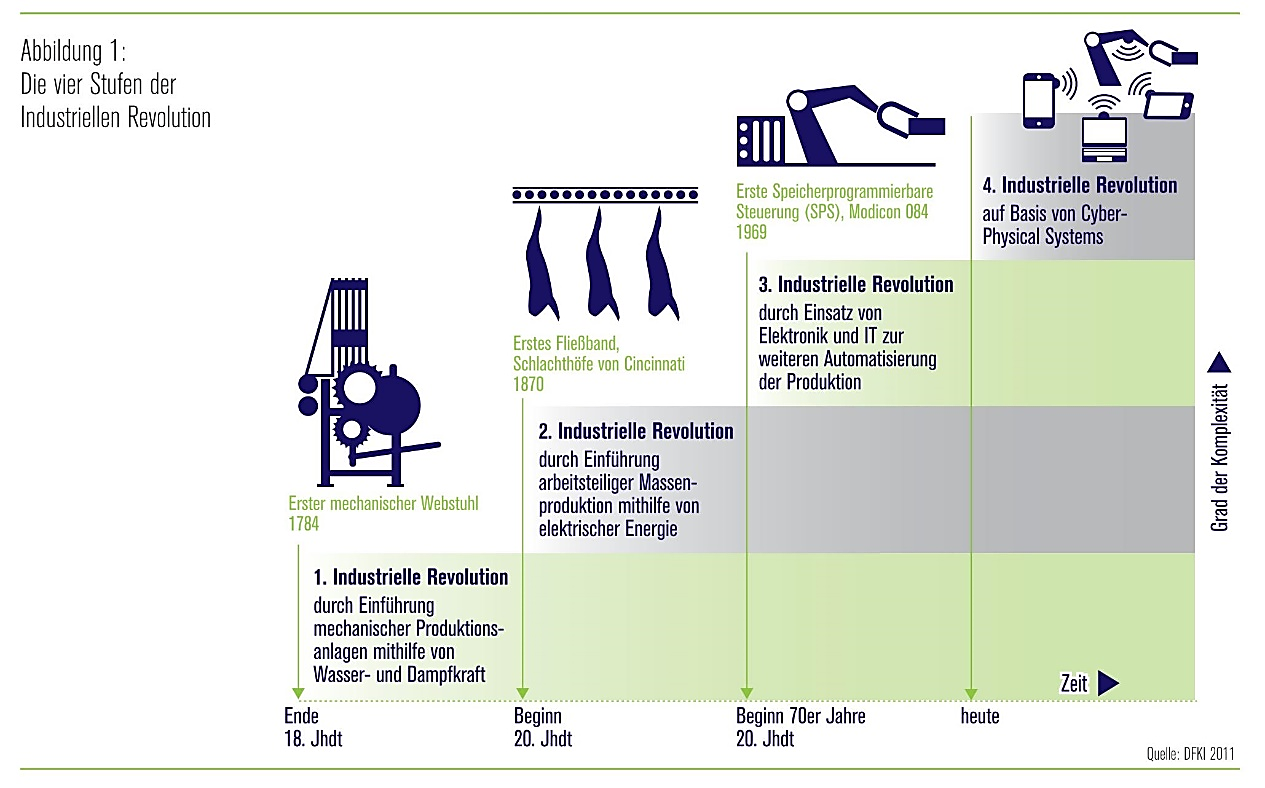 Abbildung 1:
Die vier Stufen der
Industriellen Revolution
Erster mechanischer Webstuhl
1784
1. Industrielle Revolution
durch Einführung
mechanischer Produktions-
anlagen mithilfe von
Wasser- und Dampfkraft
Erstes Fließband,
Schlachthöfe von Cincinnati
1870
2. Industrielle Revolution
durch Einführung
arbeitsteiliger Massen-
produktion mithilfe von
elektrischer Energie
Erste Speicherprogrammierbare
Steuerung (SPS), Modicon 084
1969
3. Industrielle Revolution
durch Einsatz von
Elektronik und IT zur
weiteren Automatisierung
der Produktion
4. Industrielle Revolution
auf Basis von Cyber-
Physical Systems
Grad der Komplexität
Zeit
Ende
18. Jhdt
Beginn
20. Jhdt
Beginn 70er Jahre
20. Jhdt
heute
Quelle: DFKI 2011